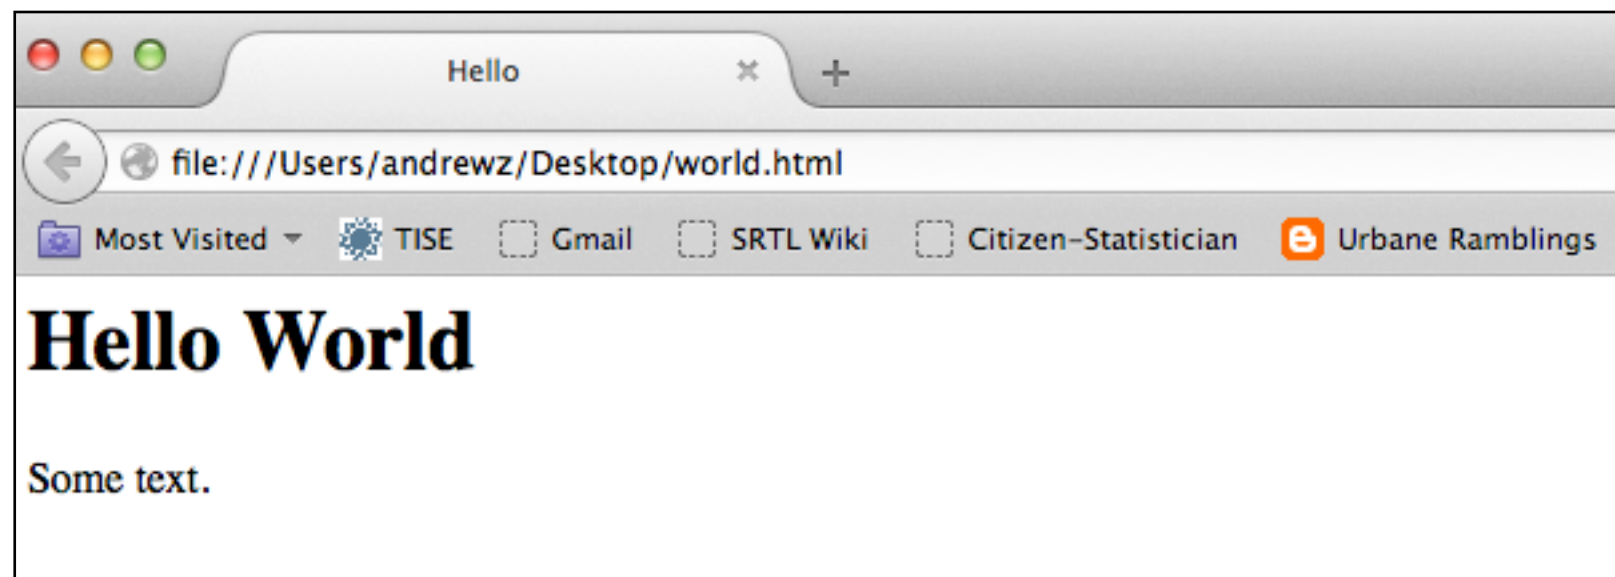 Hello
file:///Users/andrewz/Desktop/world.html
Most Visited TISE Gmail SRTL Wiki Citizen-Statistician Urbane Ramblings
Hello World
Some text.